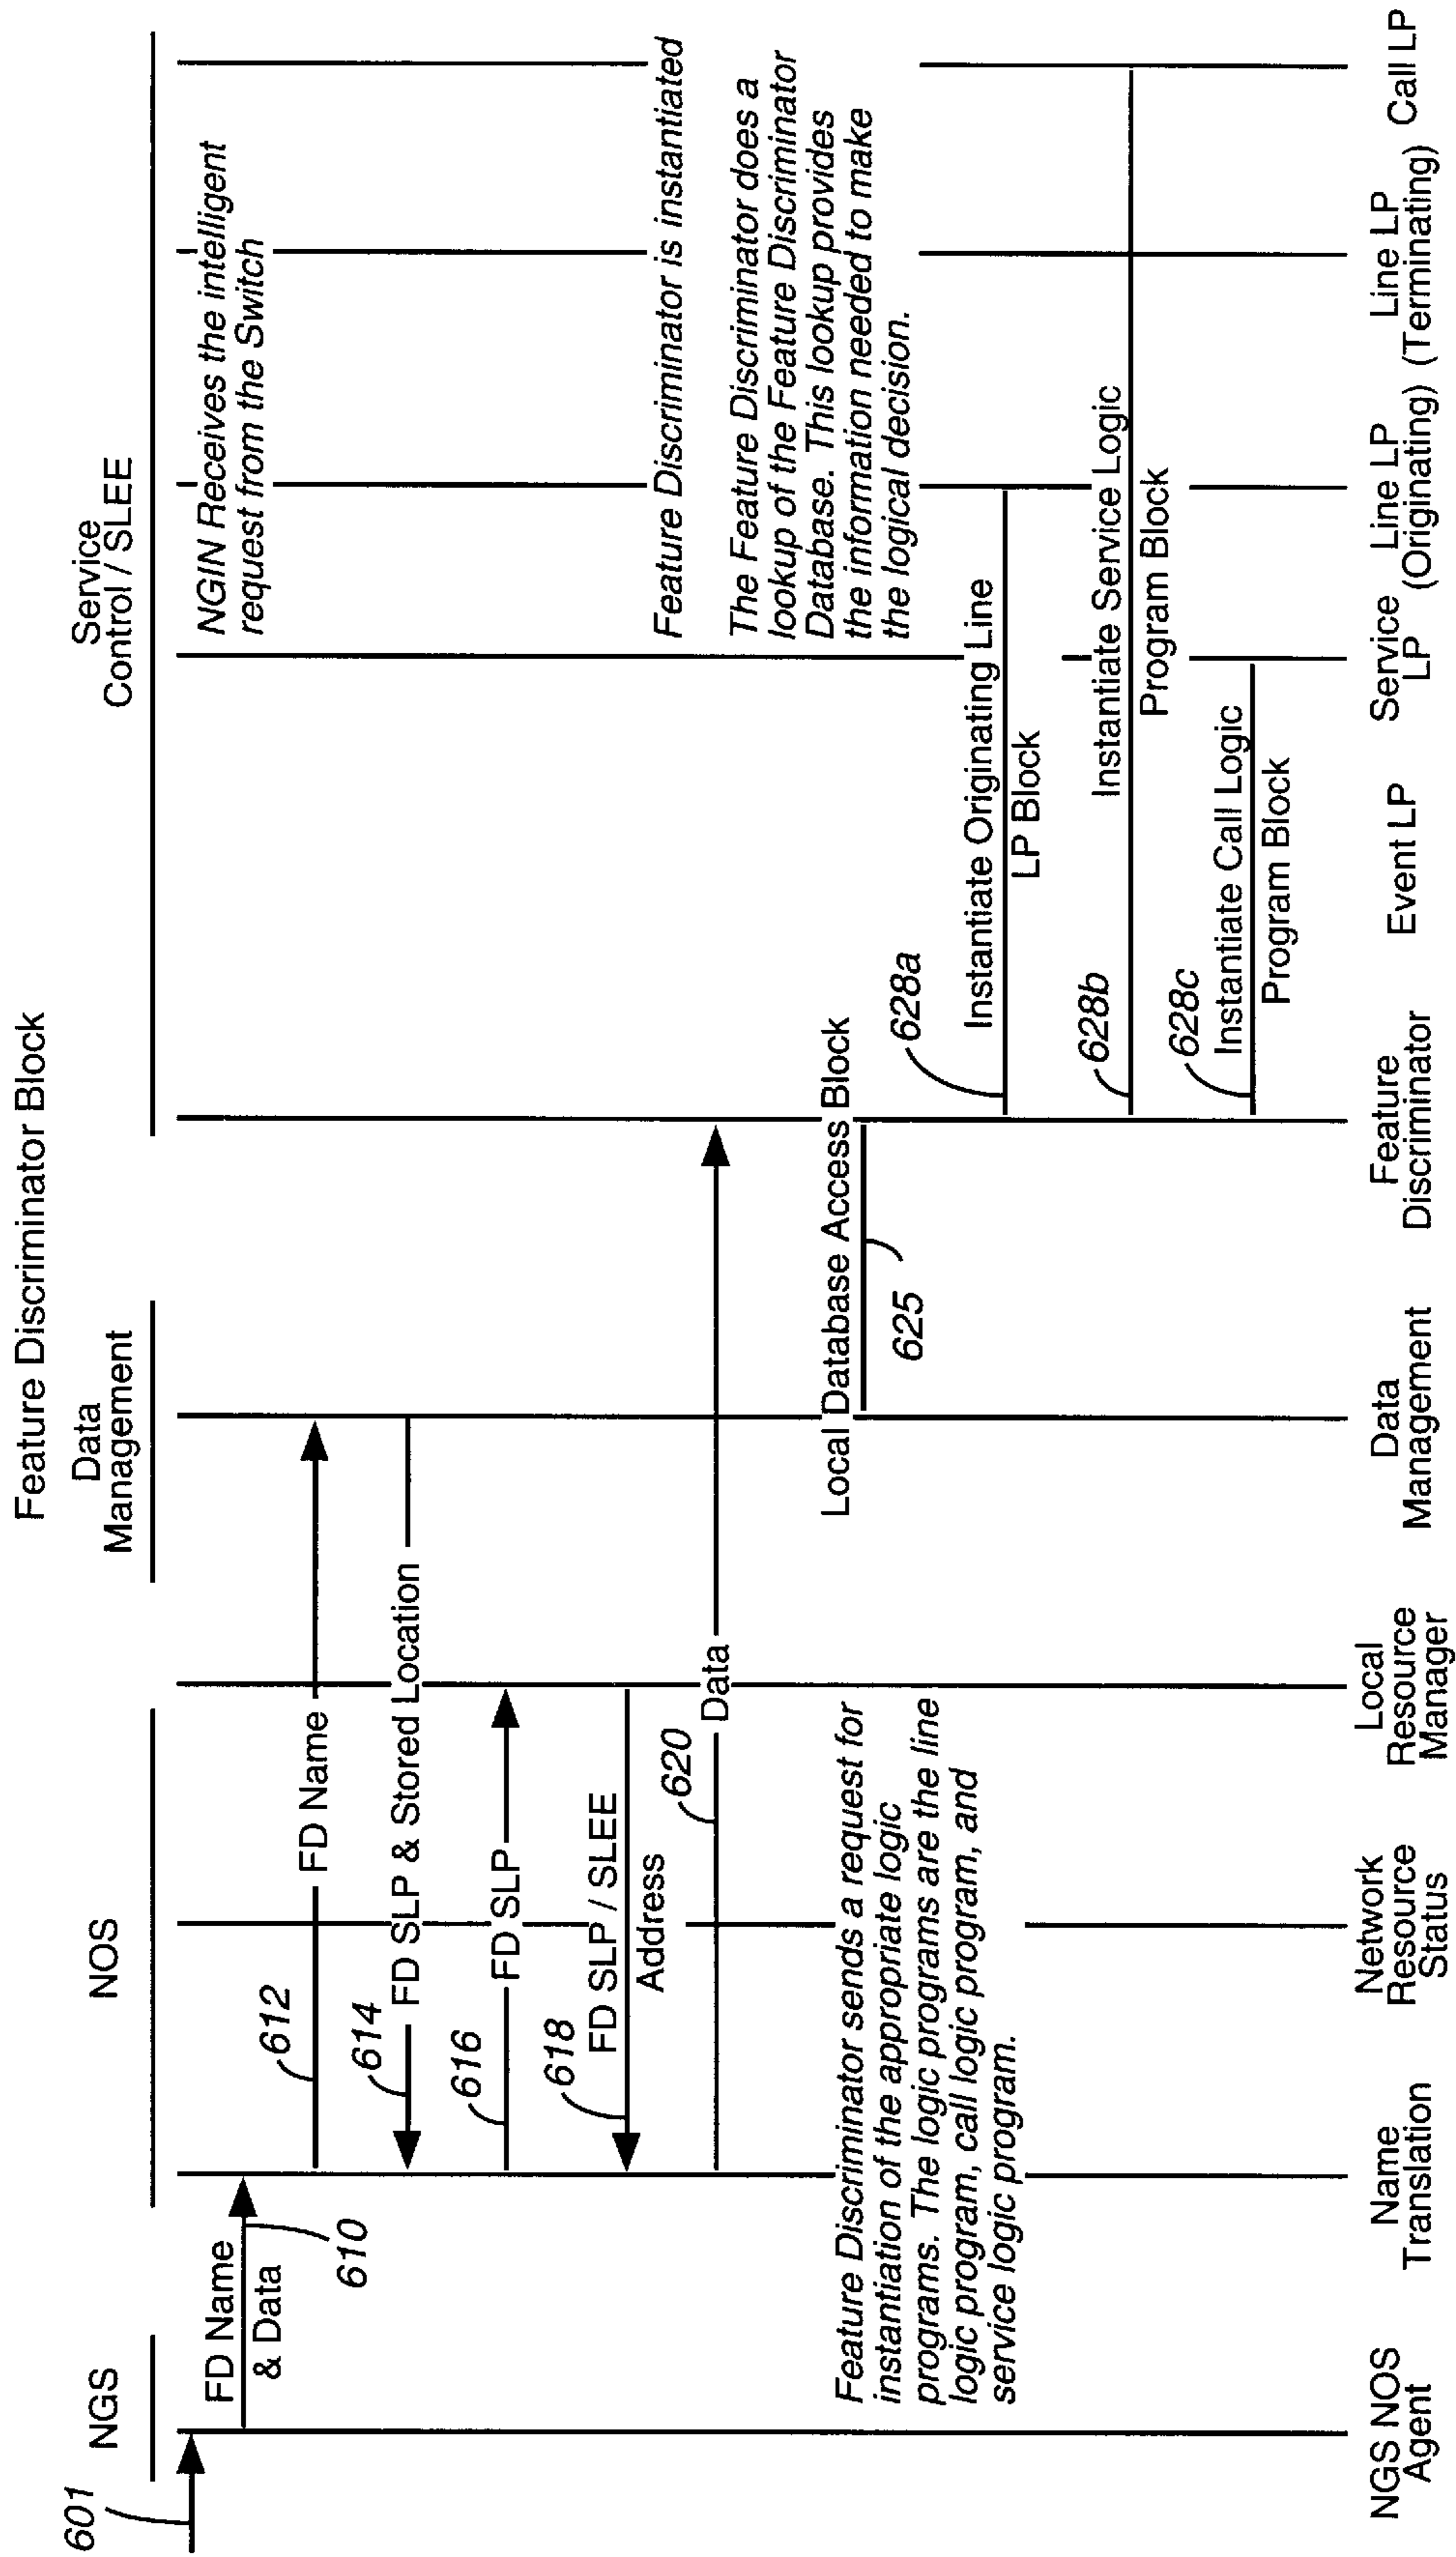 Feature Discriminator Block
NGS
NOS
Data
Management
Service
Control / SLEE
601
FD Name
& Data
610
NGIN Receives the intelligent
request from the Switch
612
FD Name
614
FD SLP & Stored Location
616
FD SLP
618
FD SLP / SLEE
Address
Feature Discriminator is instantiated
620
Data
The Feature Discriminator does a
lookup of the Feature Discriminator
Database. This lookup provides
the information needed to make
the logical decision.
Local Database Access Block
625
Feature Discriminator sends a request for
instantiation of the appropriate logic
programs. The logic programs are the line
logic program, call logic program, and
service logic program.
628a
Instantiate Originating Line
LP Block
628b
Instantiate Service Logic
Program Block
628c
Instantiate Call Logic
Program Block
NGS NOS
Agent
Name
Translation
Network
Resource
Status
Local
Resource
Manager
Data
Management
Feature
Discriminator
Event LP
Service
LP
Line LP
(Originating)
Line LP
(Terminating)
Call LP